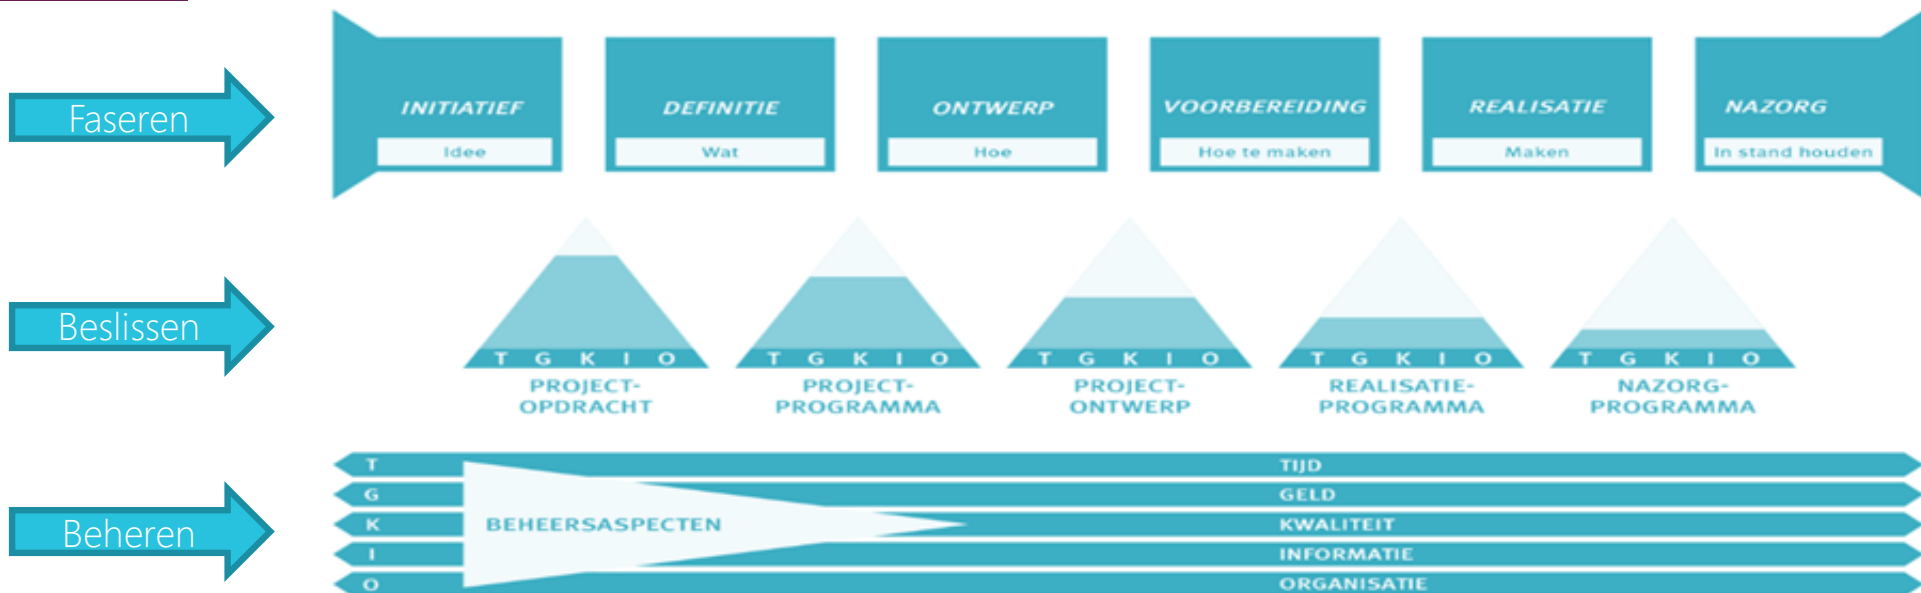 Faseren
INITIATIEF
Idee
DEFINITIE
Wat
ONTWERP
Hoe
VOORBEREIDING
Hoe te maken
REALISATIE
Maken
NAZORG
In stand houden
Beslissen
T G K I O
PROJECT-
OPDRACHT
T G K I O
PROJECT-
PROGRAMMA
T G K I O
PROJECT-
ONTWERP
T G K I O
REALISATIE-
PROGRAMMA
T G K I O
NAZORG-
PROGRAMMA
Beheren
T
G
K
I
O
BEHEERSASPECTEN
TIJD
GELD
KWALITEIT
INFORMATIE
ORGANISATIE